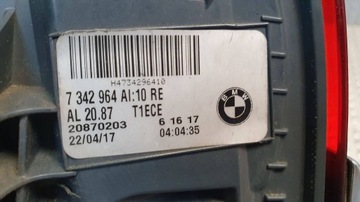 H4734296410
7 342 964 AI:10 RE
AL 20.87 T1ECE
20870203 6 16 17
22/04/17 04:04:35
BMW